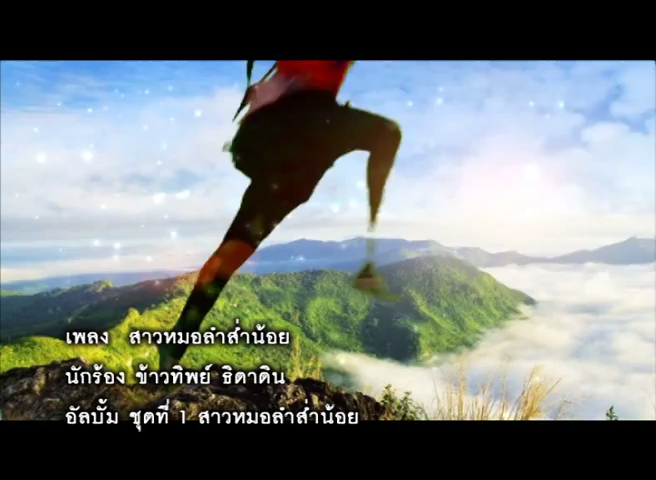 เพลง สาวหมอลำส่ำน้อย
นักร้อง ข้าวทิพย์ ธิดาดิน
อัลบั้ม ชุดที่ 1 สาวหมอลำส่ำน้อย